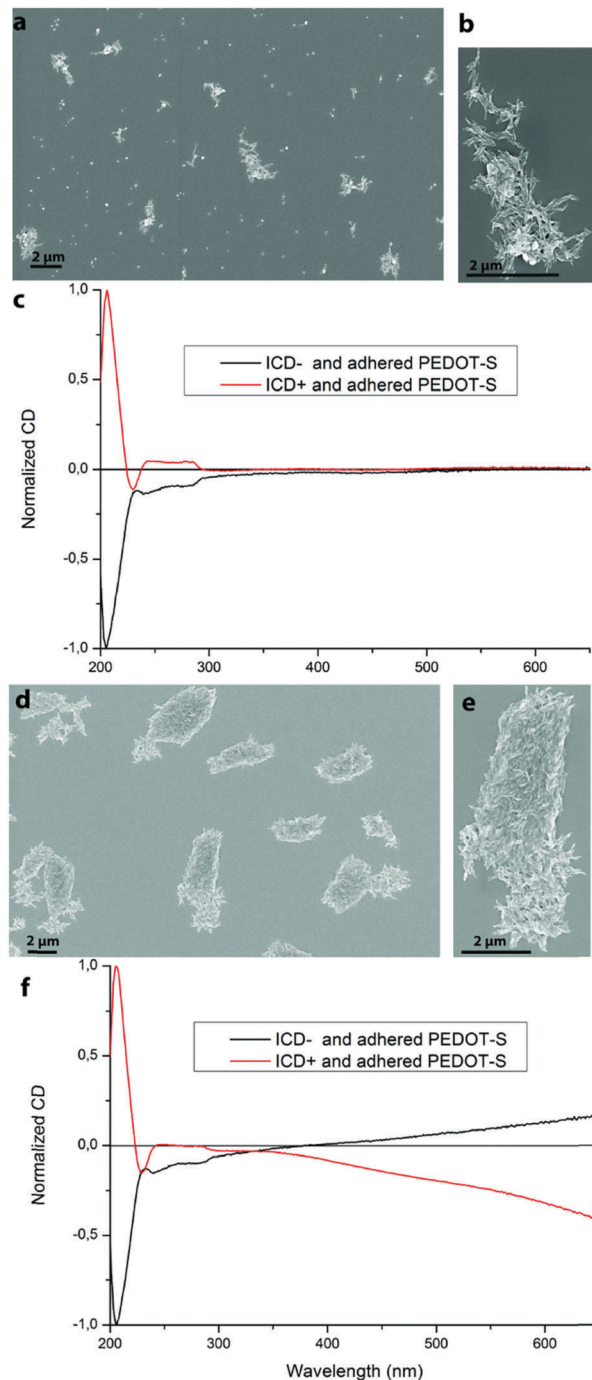 a
b
2 µm
2 µm
c
1,0
0,5
0,0
-0,5
-1,0
Normalized CD
ICD- and adhered PEDOT-S
ICD+ and adhered PEDOT-S
200
300
400
500
600
d
e
2 µm
2 µm
f
1,0
0,5
0,0
-0,5
-1,0
Normalized CD
ICD- and adhered PEDOT-S
ICD+ and adhered PEDOT-S
200
300
400
500
600
Wavelength (nm)